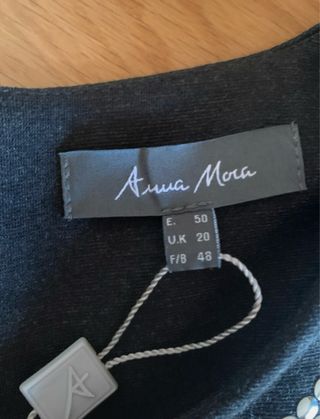 Anna Mora
E. 50
U.K 20
F/B 48
A